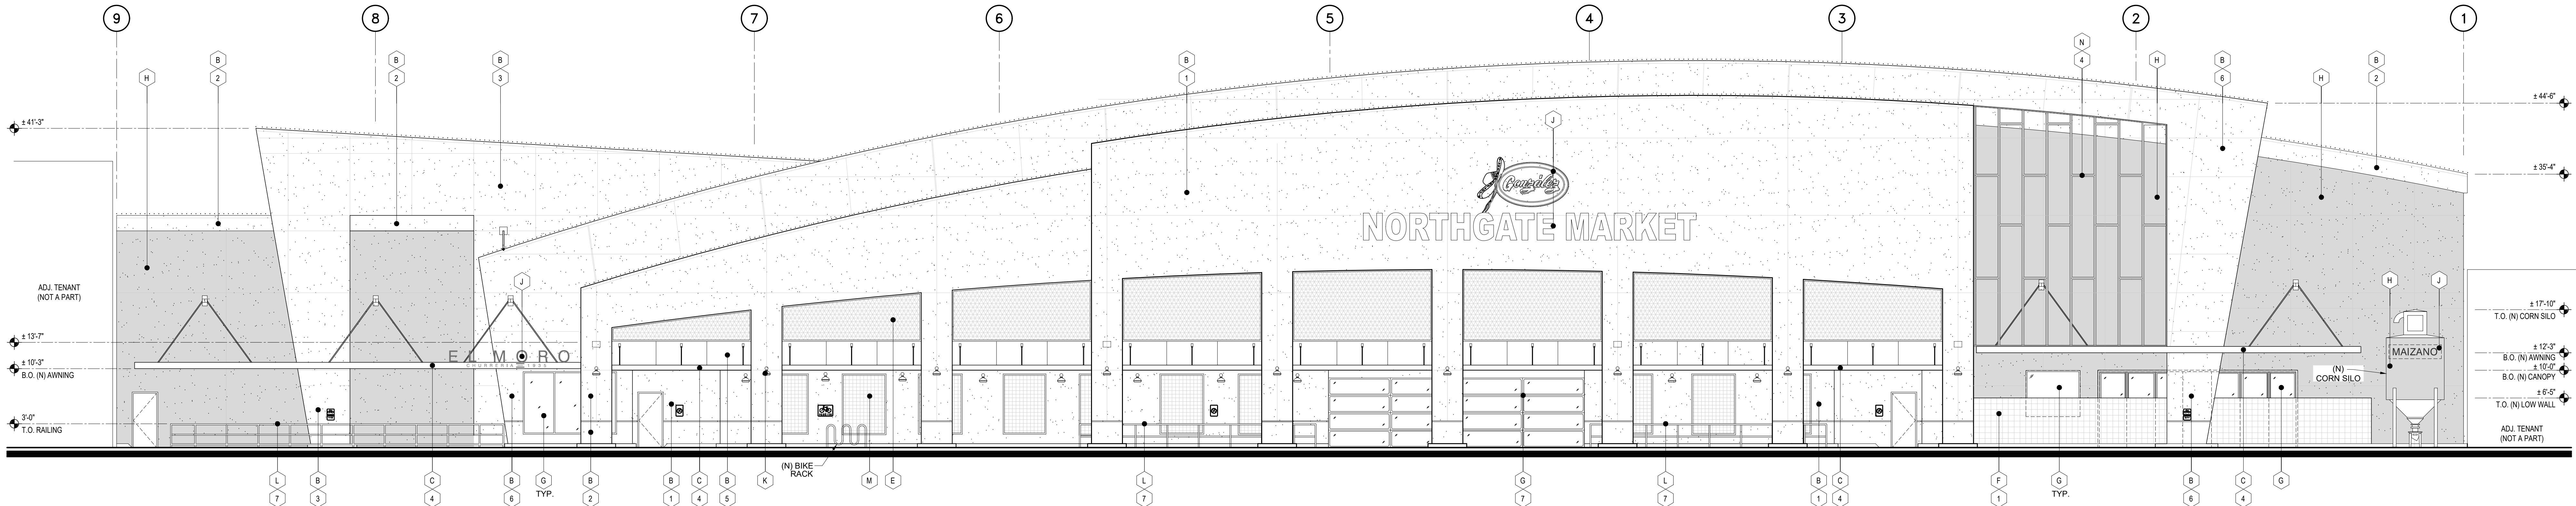 9
8
7
6
5
4
3
2
1
H
B
2
B
2
B
3
B
1
J
N
4
H
B
6
H
B
2
± 41'-3"
± 44'-6"
± 35'-4"
González
NORTHGATE MARKET
ADJ. TENANT
(NOT A PART)
J
H
J
± 17'-10"
T.O. (N) CORN SILO
± 13'-7"
EL MORO
CHURRERIA 1935
MAIZANO
± 12'-3"
B.O. (N) AWNING
± 10'-3"
B.O. (N) AWNING
± 10'-0"
B.O. (N) CANOPY
(N)
CORN SILO
± 6'-5"
T.O. (N) LOW WALL
3'-0"
T.O. RAILING
ADJ. TENANT
(NOT A PART)
(N) BIKE
RACK
L
7
B
3
C
4
B
6
G
TYP.
B
2
B
1
C
4
B
5
K
M
E
L
7
G
7
L
7
B
1
C
4
F
1
G
TYP.
B
6
C
4
G